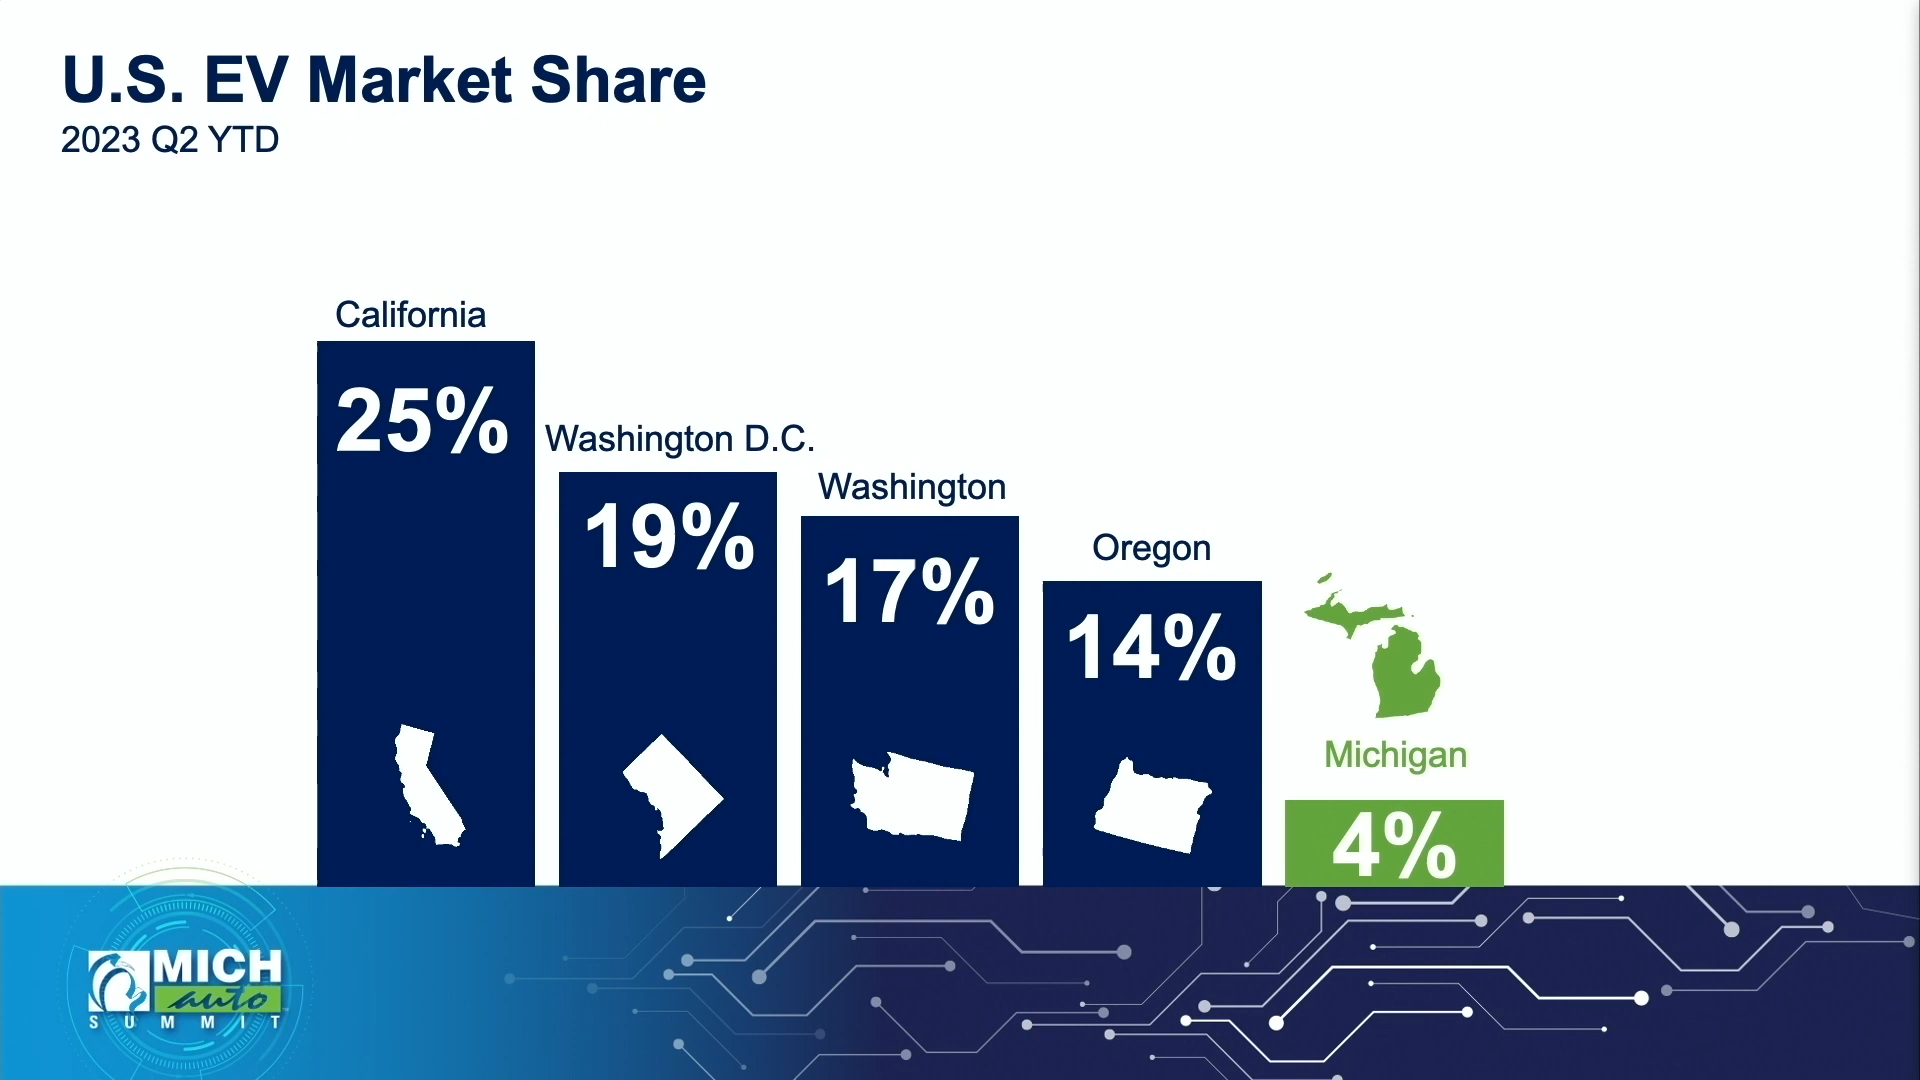 U.S. EV Market Share
2023 Q2 YTD
California
25%
Washington D.C.
19%
Washington
17%
Oregon
14%
Michigan
4%
MICH
auto
SUMMIT